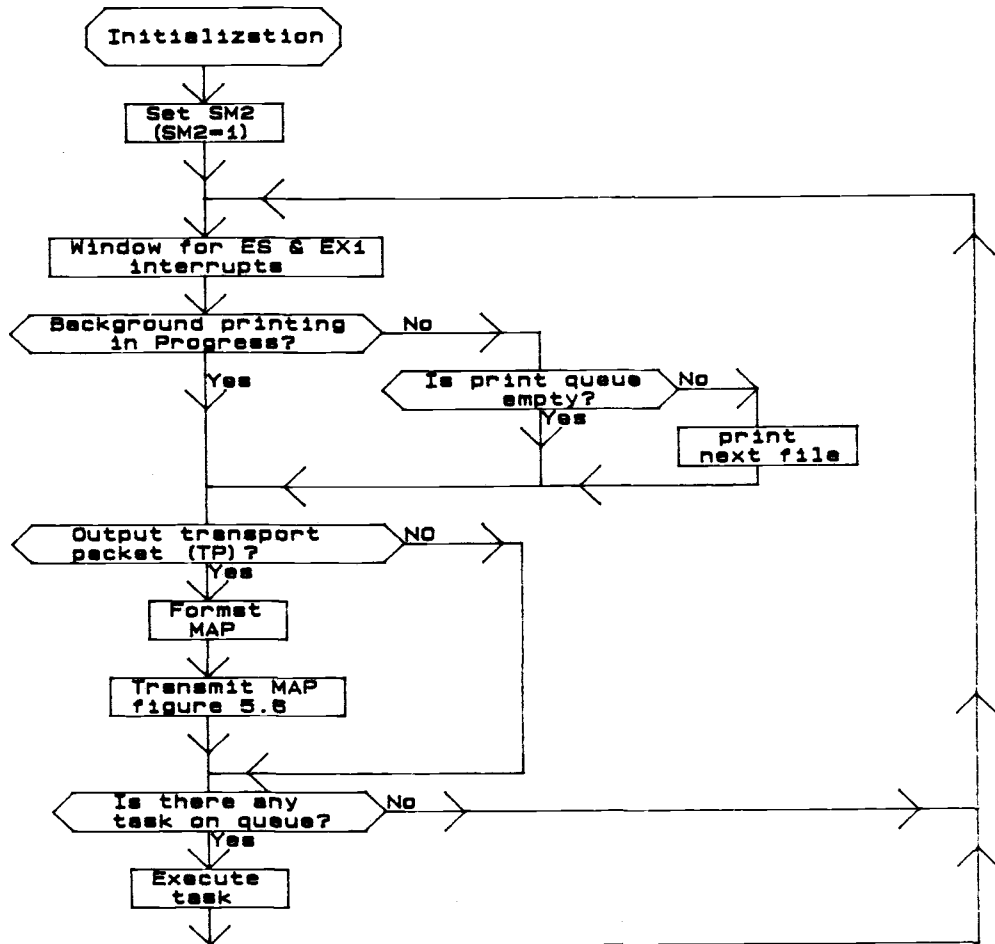 Initialization
Set SM2
(SM2=1)
Window for ES & EX1
interrupts
Background printing
in Progress?
No
Yes
Is print queue
empty?
No
Yes
print
next file
Output transport
packet (TP)?
NO
Yes
Format
MAP
Transmit MAP
figure 5.6
Is there any
task on queue?
No
Yes
Execute
task